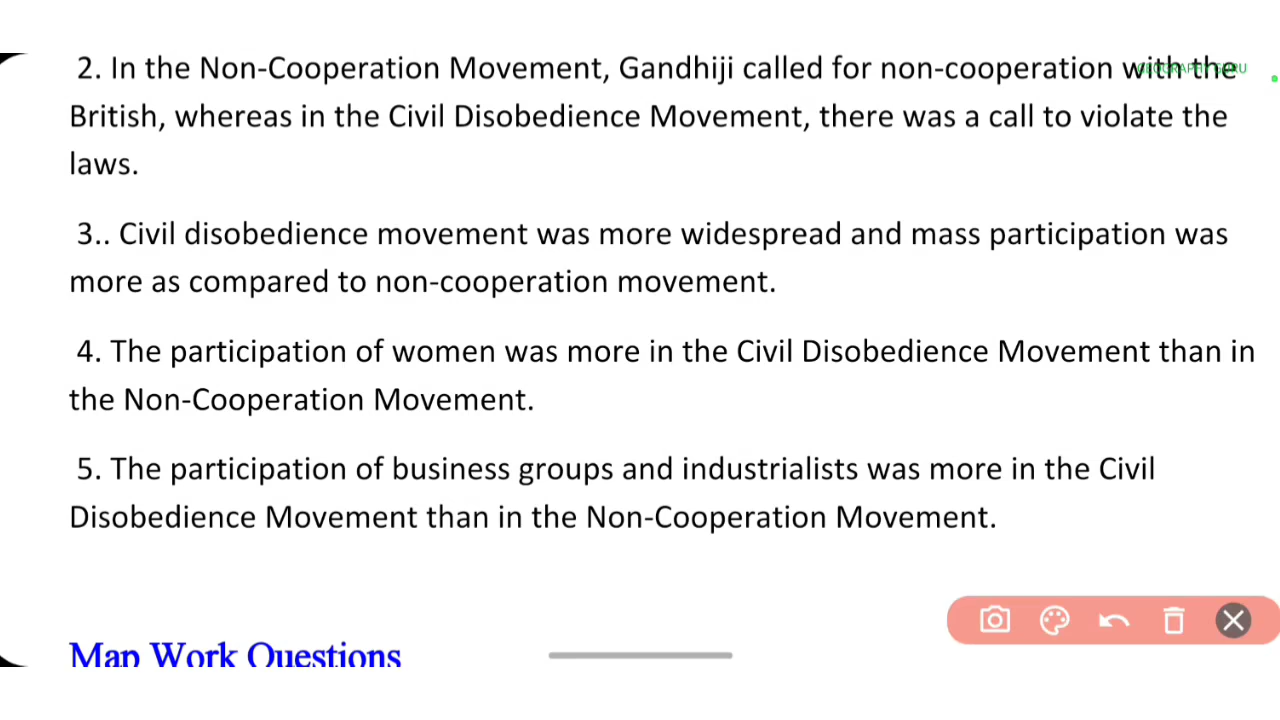 2. In the Non-Cooperation Movement, Gandhiji called for non-cooperation with the
GEOGRAPHY GURU
British, whereas in the Civil Disobedience Movement, there was a call to violate the
laws.
3.. Civil disobedience movement was more widespread and mass participation was
more as compared to non-cooperation movement.
4. The participation of women was more in the Civil Disobedience Movement than in
the Non-Cooperation Movement.
5. The participation of business groups and industrialists was more in the Civil
Disobedience Movement than in the Non-Cooperation Movement.
Map Work Questions